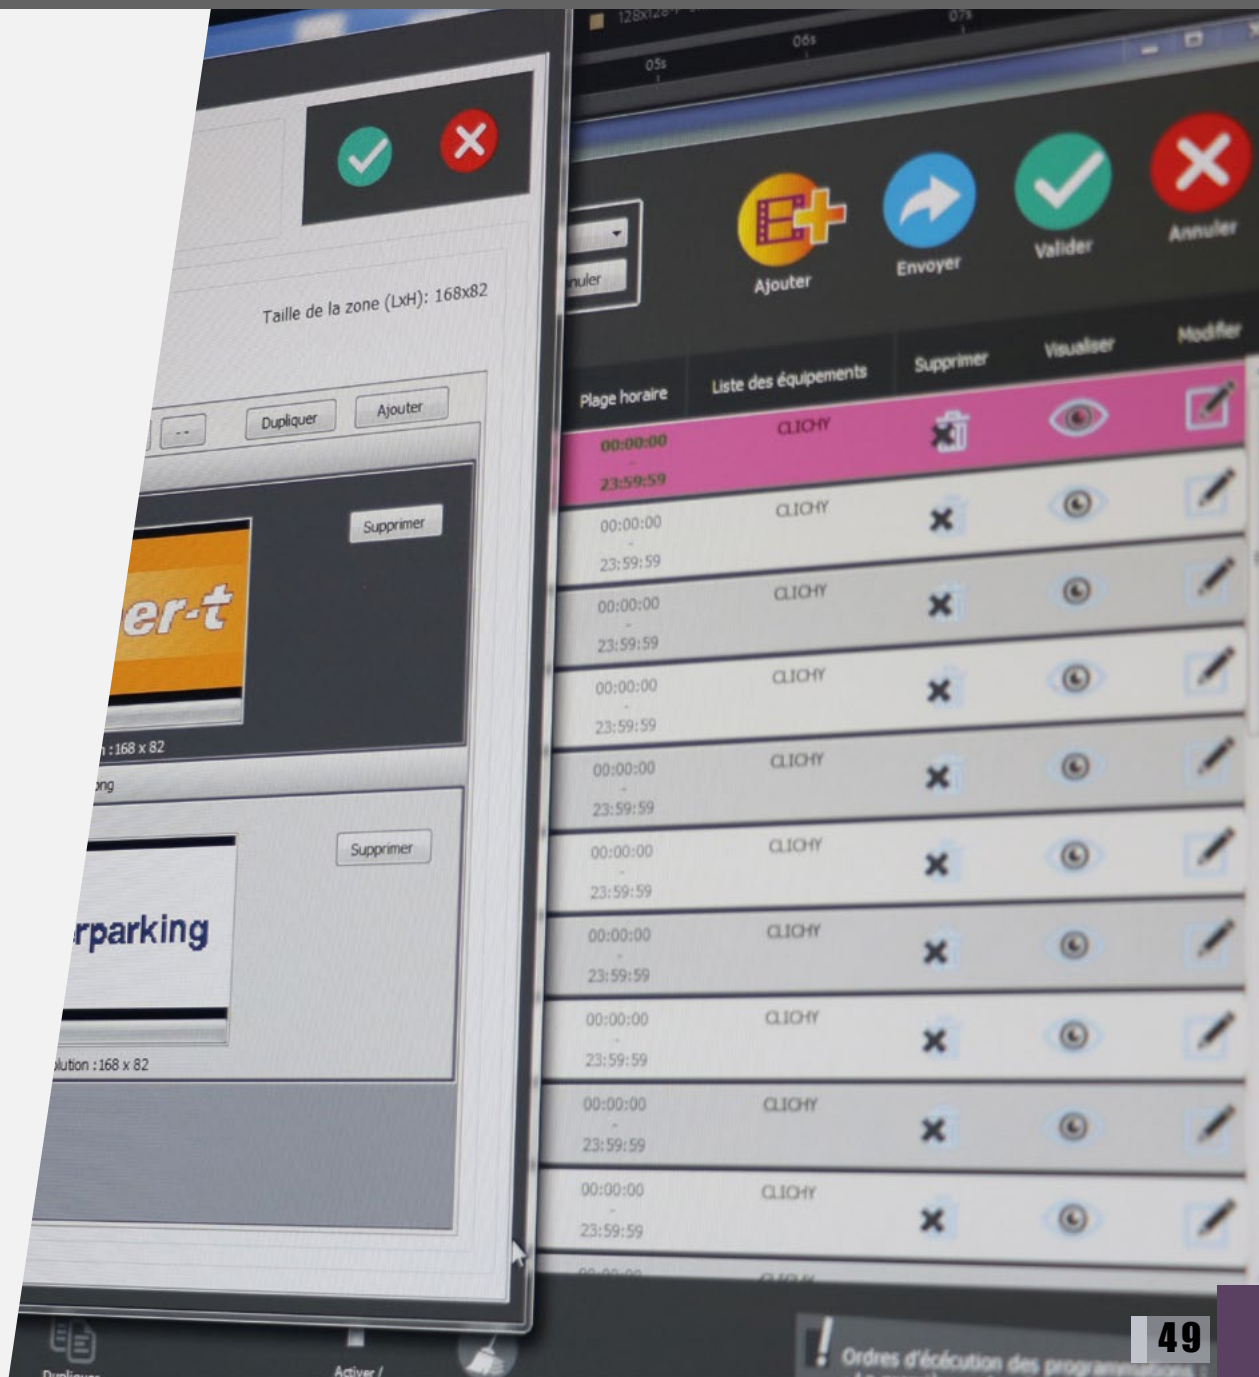 05s
06s
07s
Taille de la zone (LxH): 168x82
--
Dupliquer
Ajouter
Supprimer
er-t
:168 x 82
Supprimer
rparking
:168 x 82
Ajouter
Envoyer
Valider
Annuler
Plage horaire
Liste des équipements
Supprimer
Visualiser
Modifier
00:00:00
CLICHY
-
23:59:59
00:00:00
CLICHY
-
23:59:59
00:00:00
CLICHY
-
23:59:59
00:00:00
CLICHY
-
23:59:59
00:00:00
CLICHY
-
23:59:59
00:00:00
CLICHY
-
23:59:59
00:00:00
CLICHY
-
23:59:59
00:00:00
CLICHY
-
23:59:59
00:00:00
CLICHY
-
23:59:59
00:00:00
CLICHY
-
23:59:59
Dupliquer
Activer /
! Ordres d'écécution des programmations
49